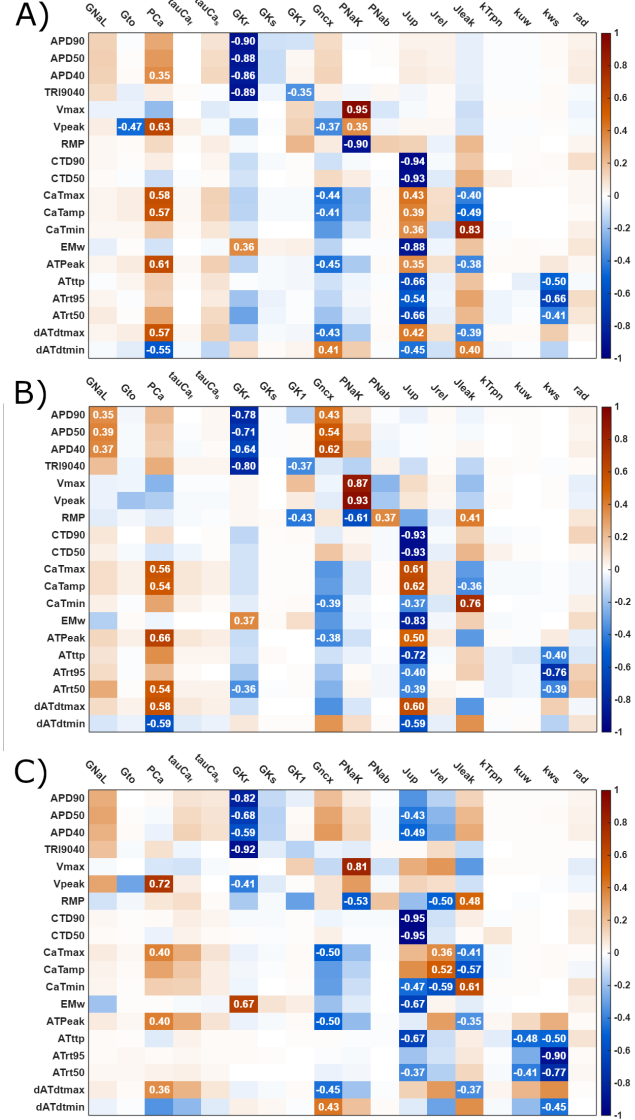 A)
GNaL Gto PCa tauCaf tauCas GKr GKs GK1 Gncx PNaK PNab Jup Jrel Jleak kTrpn kuw kws rad
APD90 -0.90 1
APD50 -0.88
APD40 0.35 -0.86 0.8
TRI9040 -0.89 -0.35
Vmax 0.95 0.6
Vpeak -0.47 0.63 -0.37 0.35
RMP -0.90 0.4
CTD90 -0.94
CTD50 -0.93 0.2
CaTmax 0.58 -0.44 0.43 -0.40
CaTamp 0.57 -0.41 0.39 -0.49 0
CaTmin 0.36 0.83 -0.2
EMw 0.36 -0.88
ATPeak 0.61 -0.45 0.35 -0.38 -0.4
ATttp -0.66 -0.50
ATrt95 -0.54 -0.66 -0.6
ATrt50 -0.66 -0.41
dATdtmax 0.57 -0.43 0.42 -0.39 -0.8
dATdtmin -0.55 0.41 -0.45 0.40 -1
B)
GNaL Gto PCa tauCaf tauCas GKr GKs GK1 Gncx PNaK PNab Jup Jrel Jleak kTrpn kuw kws rad
APD90 0.35 -0.78 0.43 1
APD50 0.39 -0.71 0.54
APD40 0.37 -0.64 0.62 0.8
TRI9040 -0.80 -0.37
Vmax 0.87 0.6
Vpeak 0.93
RMP -0.43 -0.61 0.37 0.41 0.4
CTD90 -0.93
CTD50 -0.93 0.2
CaTmax 0.56 0.61
CaTamp 0.54 0.62 -0.36 0
CaTmin -0.39 -0.37 0.76 -0.2
EMw 0.37 -0.83
ATPeak 0.66 -0.38 0.50 -0.4
ATttp -0.72 -0.40
ATrt95 -0.40 -0.76 -0.6
ATrt50 0.54 -0.36 -0.39 -0.39
dATdtmax 0.58 0.60 -0.8
dATdtmin -0.59 -0.59 -1
C)
GNaL Gto PCa tauCaf tauCas GKr GKs GK1 Gncx PNaK PNab Jup Jrel Jleak kTrpn kuw kws rad
APD90 -0.82 1
APD50 -0.68 -0.43
APD40 -0.59 -0.49 0.8
TRI9040 -0.92
Vmax 0.81 0.6
Vpeak 0.72 -0.41
RMP -0.53 -0.50 0.48 0.4
CTD90 -0.95
CTD50 -0.95 0.2
CaTmax 0.40 -0.50 0.36 -0.41
CaTamp 0.52 -0.57 0
CaTmin -0.47 -0.59 0.61 -0.2
EMw 0.67 -0.67
ATPeak 0.40 -0.50 -0.35 -0.4
ATttp -0.67 -0.48 -0.50
ATrt95 -0.90 -0.6
ATrt50 -0.37 -0.41 -0.77
dATdtmax 0.36 -0.45 -0.37 -0.8
dATdtmin 0.43 -0.45 -1